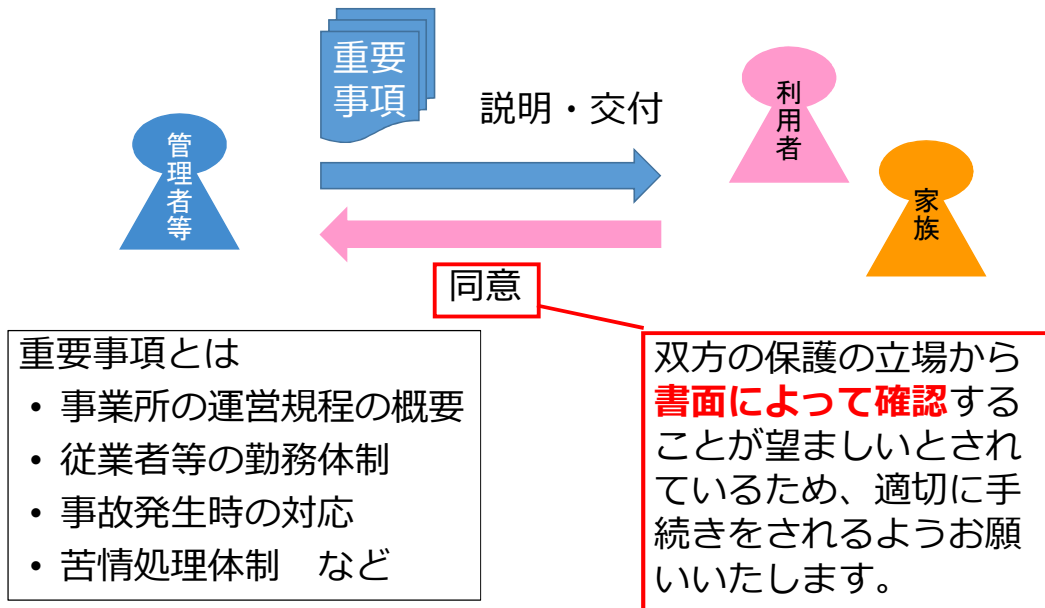 重要
事項
説明・交付
管理者等
利用者
家族
同意
重要事項とは
• 事業所の運営規程の概要
• 従業者等の勤務体制
• 事故発生時の対応
• 苦情処理体制　など
双方の保護の立場から
書面によって確認する
ことが望ましいとされ
ているため、適切に手
続きをされるようお願
いいたします。